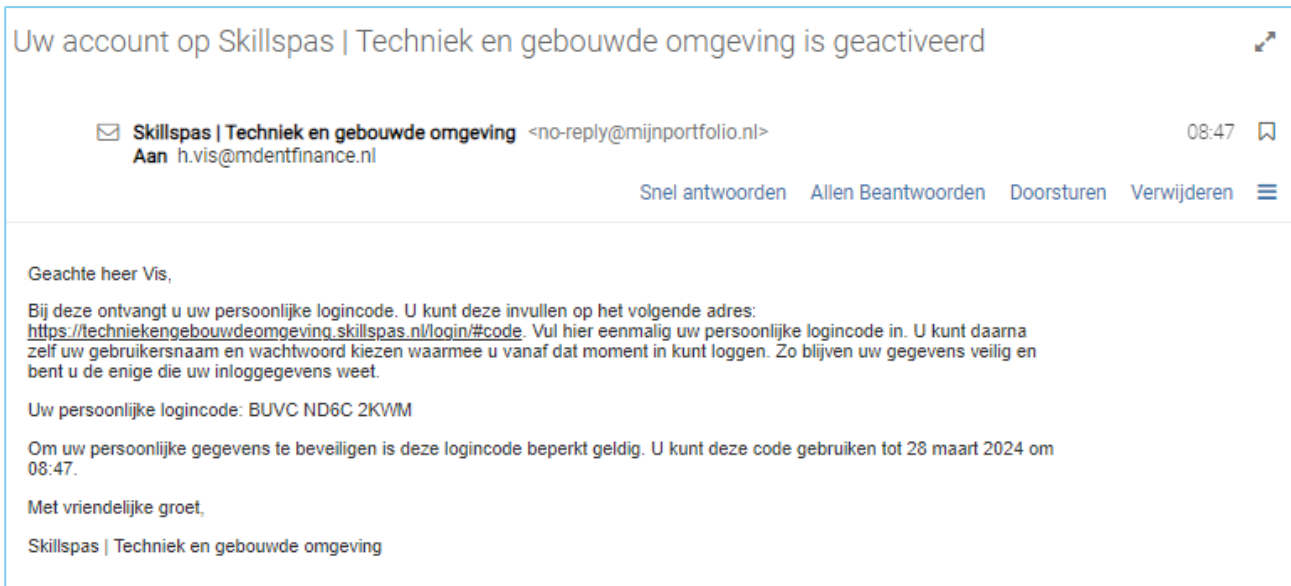 Uw account op Skillspas | Techniek en gebouwde omgeving is geactiveerd
Skillspas | Techniek en gebouwde omgeving <no-reply@mijnportfolio.nl> 08:47
Aan h.vis@mdentfinance.nl
Snel antwoorden Allen Beantwoorden Doorsturen Verwijderen
Geachte heer Vis,
Bij deze ontvangt u uw persoonlijke logincode. U kunt deze invullen op het volgende adres:
https://techniekengebouwdeomgeving.skillspas.nl/login/#code. Vul hier eenmalig uw persoonlijke logincode in. U kunt daarna
zelf uw gebruikersnaam en wachtwoord kiezen waarmee u vanaf dat moment in kunt loggen. Zo blijven uw gegevens veilig en
bent u de enige die uw inloggegevens weet.
Uw persoonlijke logincode: BUVC ND6C 2KWM
Om uw persoonlijke gegevens te beveiligen is deze logincode beperkt geldig. U kunt deze code gebruiken tot 28 maart 2024 om
08:47.
Met vriendelijke groet,
Skillspas | Techniek en gebouwde omgeving